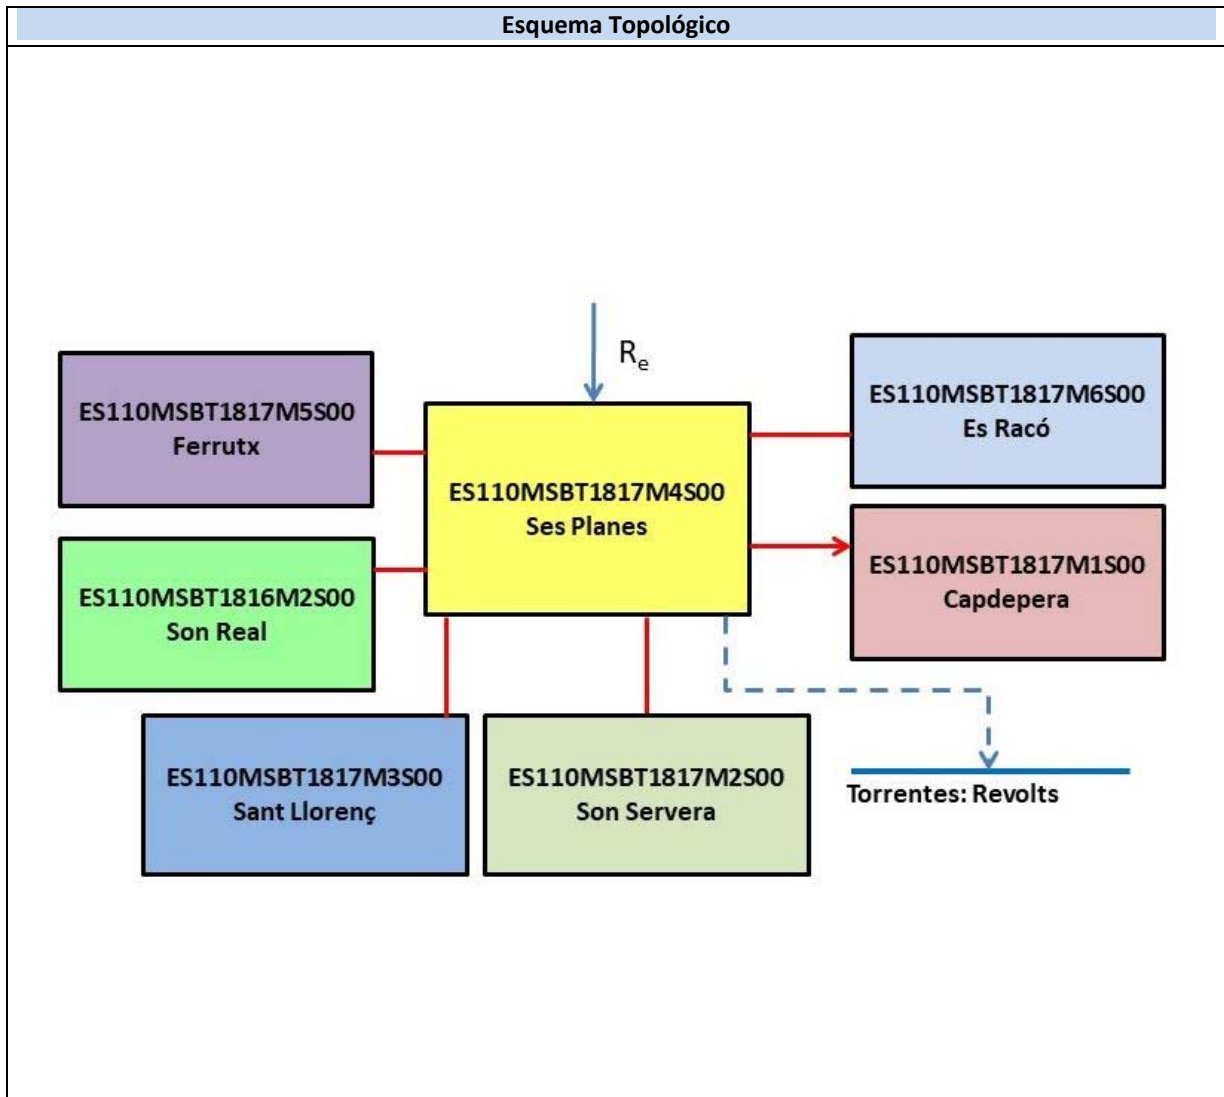 Esquema Topológico
R_e
ES110MSBT1817M5S00
Ferrutx
ES110MSBT1817M4S00
Ses Planes
ES110MSBT1817M6S00
Es Racó
ES110MSBT1816M2S00
Son Real
ES110MSBT1817M1S00
Capdepera
ES110MSBT1817M3S00
Sant Llorenç
ES110MSBT1817M2S00
Son Servera
Torrentes: Revolts